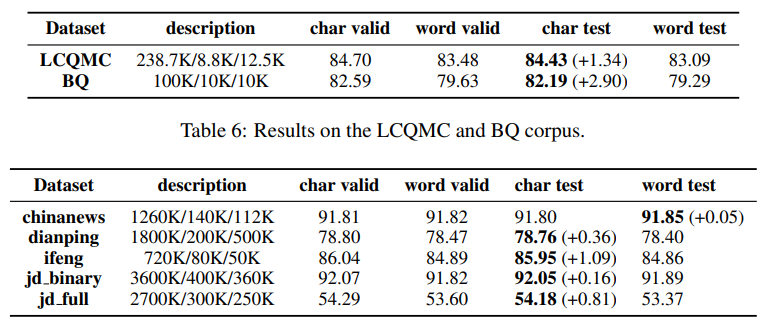 Dataset description char valid word valid char test word test
LCQMC 238.7K/8.8K/12.5K 84.70 83.48 84.43 (+1.34) 83.09
BQ 100K/10K/10K 82.59 79.63 82.19 (+2.90) 79.29
Table 6: Results on the LCQMC and BQ corpus.
Dataset description char valid word valid char test word test
chinanews 1260K/140K/112K 91.81 91.82 91.80 91.85 (+0.05)
dianping 1800K/200K/500K 78.80 78.47 78.76 (+0.36) 78.40
ifeng 720K/80K/50K 86.04 84.89 85.95 (+1.09) 84.86
jd_binary 3600K/400K/360K 92.07 91.82 92.05 (+0.16) 91.89
jd_full 2700K/300K/250K 54.29 53.60 54.18 (+0.81) 53.37